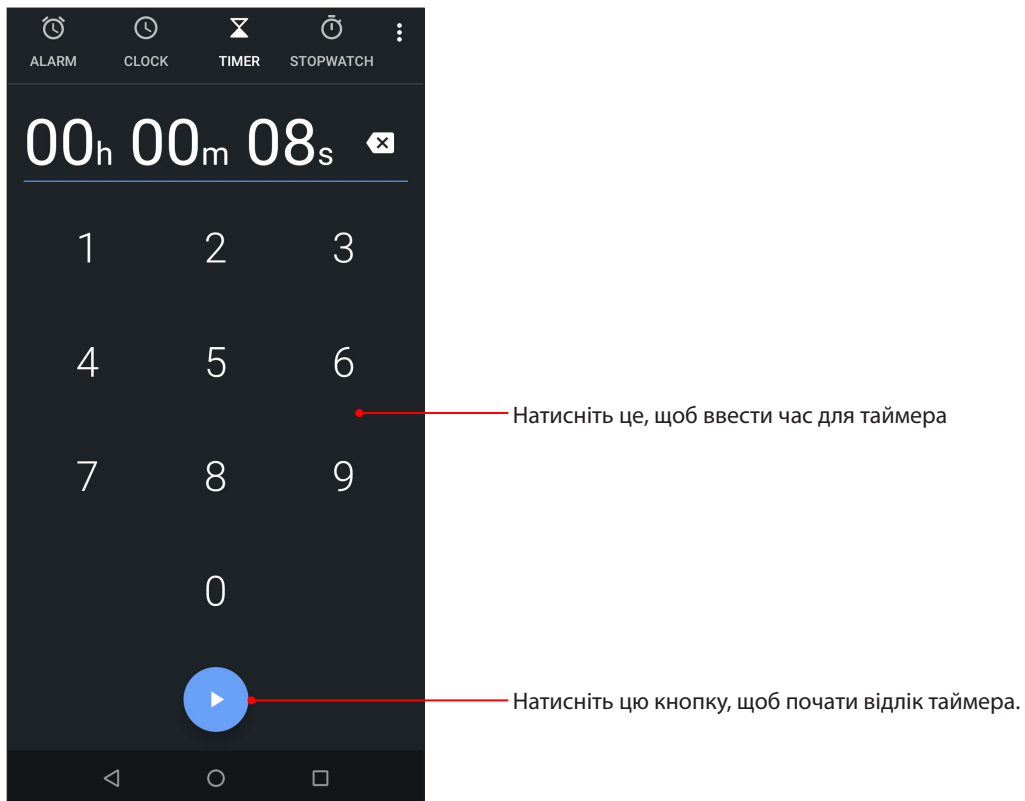 ALARM CLOCK TIMER STOPWATCH
00h 00m 08s
1 2 3
4 5 6
Натисніть це, щоб ввести час для таймера
7 8 9
0
Натисніть цю кнопку, щоб почати відлік таймера.